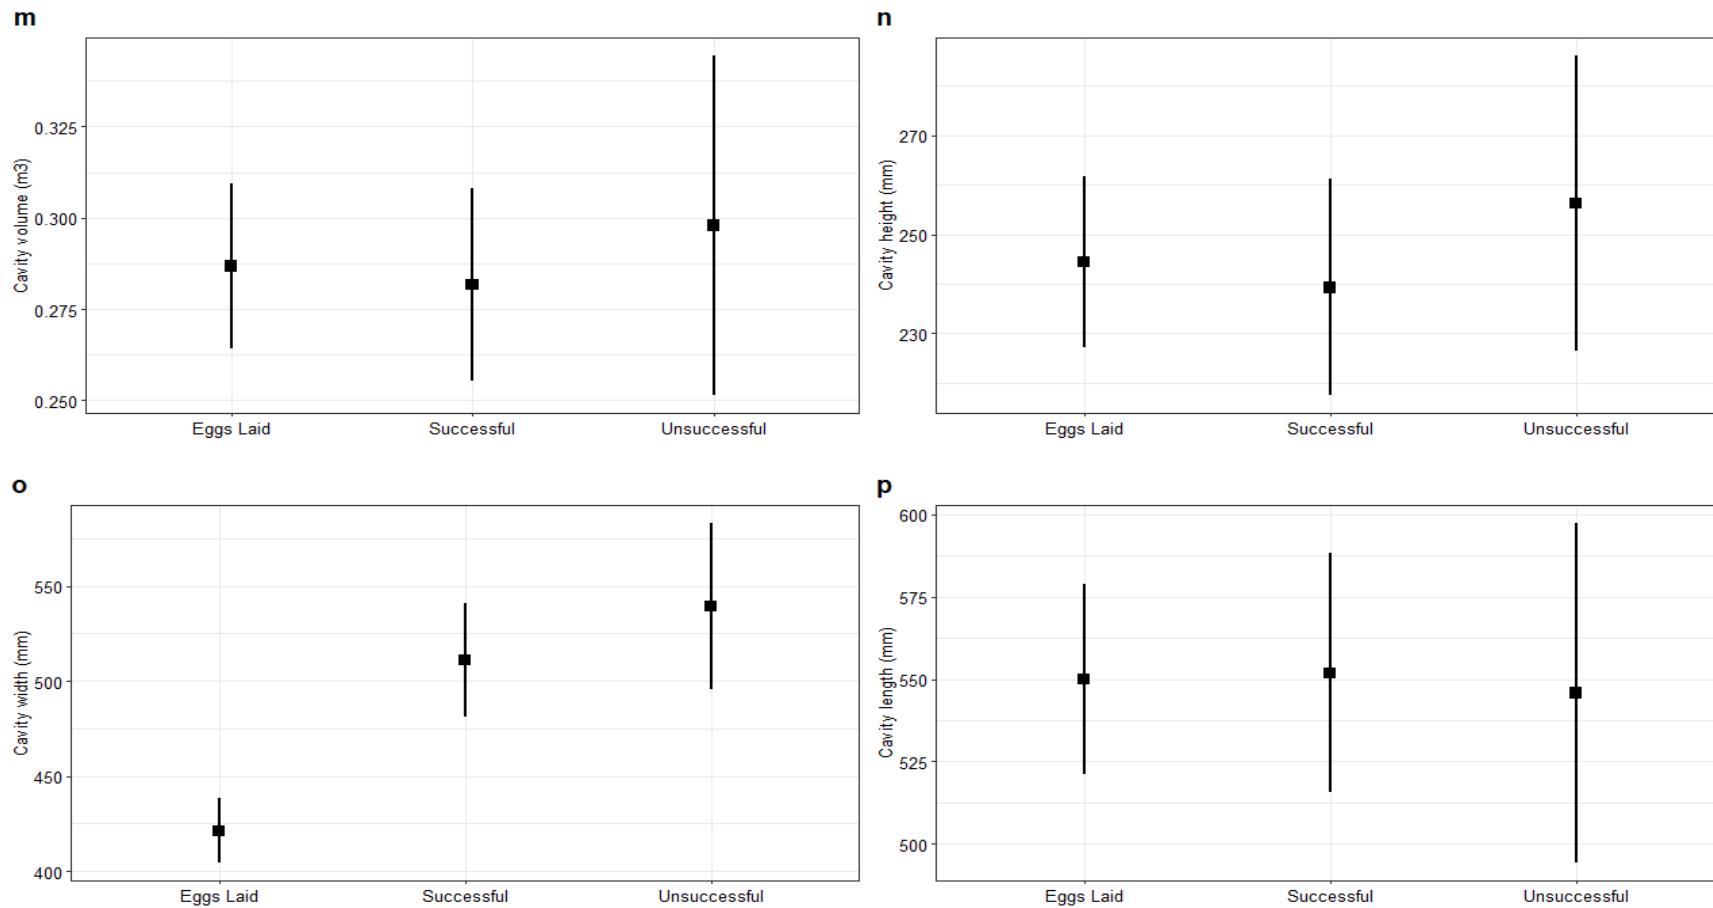 m
Cavity volume (m3)
0.325
0.300
0.275
0.250
Eggs Laid Successful Unsuccessful
n
Cavity height (mm)
270
250
230
Eggs Laid Successful Unsuccessful
o
Cavity width (mm)
550
500
450
400
Eggs Laid Successful Unsuccessful
p
Cavity length (mm)
600
575
550
525
500
Eggs Laid Successful Unsuccessful